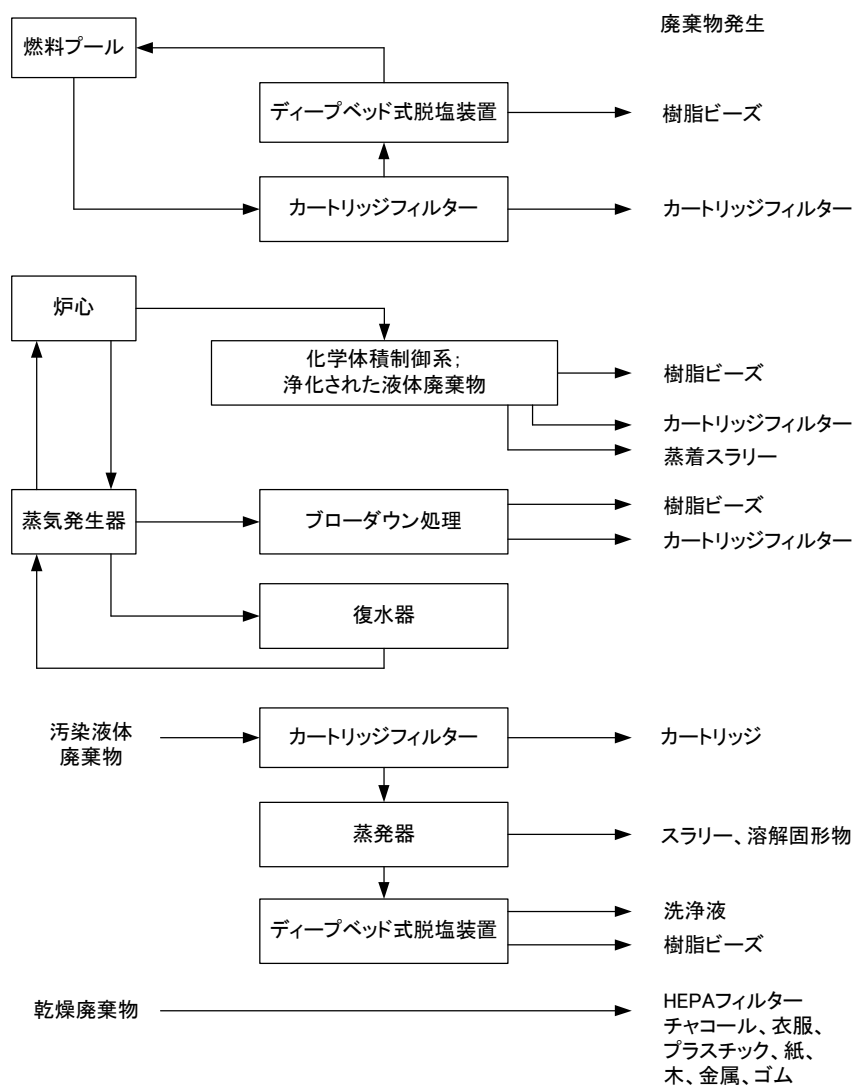 廃棄物発生
燃料プール
ディープベッド式脱塩装置
樹脂ビーズ
カートリッジフィルター
カートリッジフィルター
炉心
化学体積制御系;
浄化された液体廃棄物
樹脂ビーズ
カートリッジフィルター
蒸着スラリー
蒸気発生器
ブローダウン処理
樹脂ビーズ
カートリッジフィルター
復水器
汚染液体
廃棄物
カートリッジフィルター
カートリッジ
蒸発器
スラリー、溶解固形物
ディープベッド式脱塩装置
洗浄液
樹脂ビーズ
乾燥廃棄物
HEPAフィルター
チャコール、衣服、
プラスチック、紙、
木、金属、ゴム